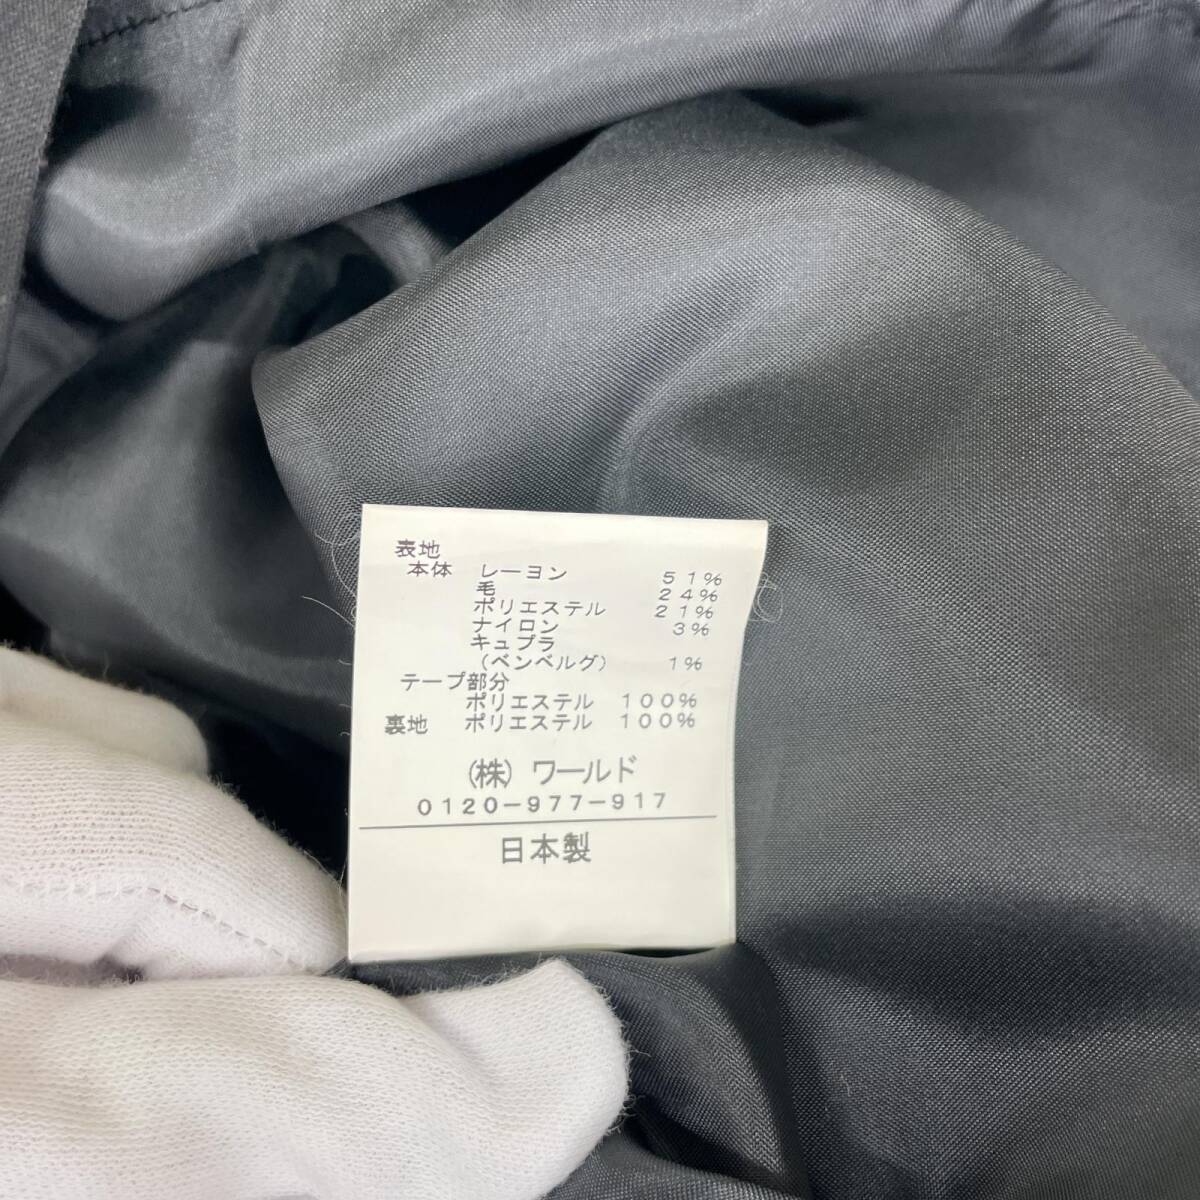 表地
本体 レーヨン 51%
毛 24%
ポリエステル 21%
ナイロン 3%
キュプラ
(ベンベルグ) 1%
テープ部分
ポリエステル 100%
裏地 ポリエステル 100%
(株) ワールド
0120-977-917
日本製